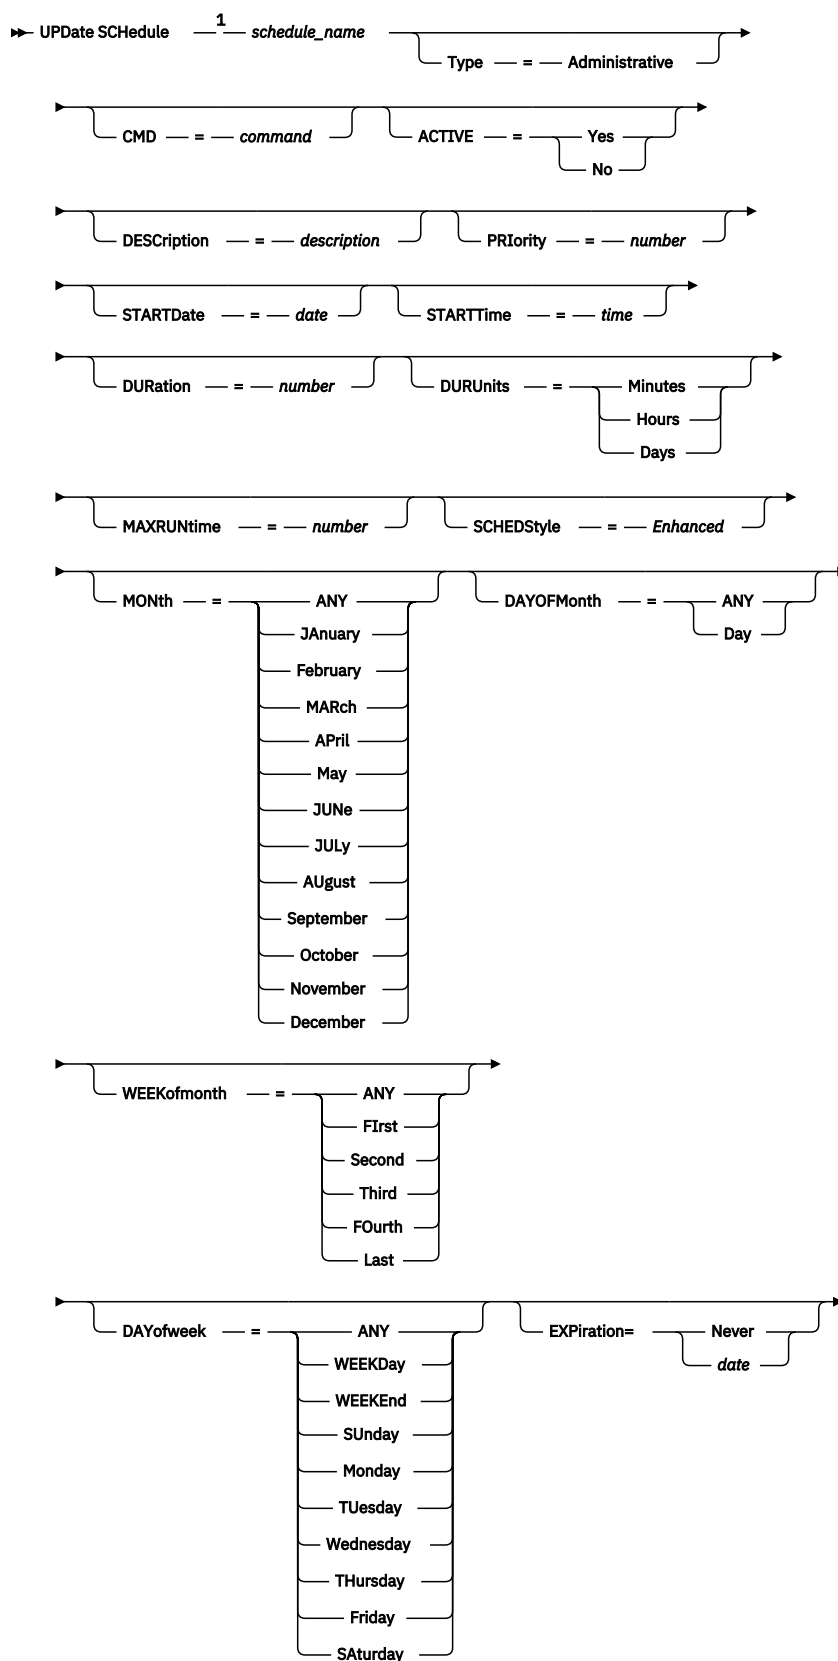 1
UPDate SCHedule — schedule_name
Type = Administrative
CMD = command ACTIVE = Yes
No
DESCription = description PRIority = number
STARTDate = date STARTTime = time
DURation = number DURUnits = Minutes
Hours
Days
MAXRUNtime = number SCHEDStyle = Enhanced
MONth = ANY DAYOFMonth = ANY
JAnuary Day
February
MARch
APril
May
JUNe
JULy
AUgust
September
October
November
December
WEEKofmonth = ANY
FIrst
Second
Third
FOurth
Last
DAYofweek = ANY EXPiration= Never
WEEKDay date
WEEKEnd
SUnday
Monday
TUesday
Wednesday
THursday
Friday
SAturday